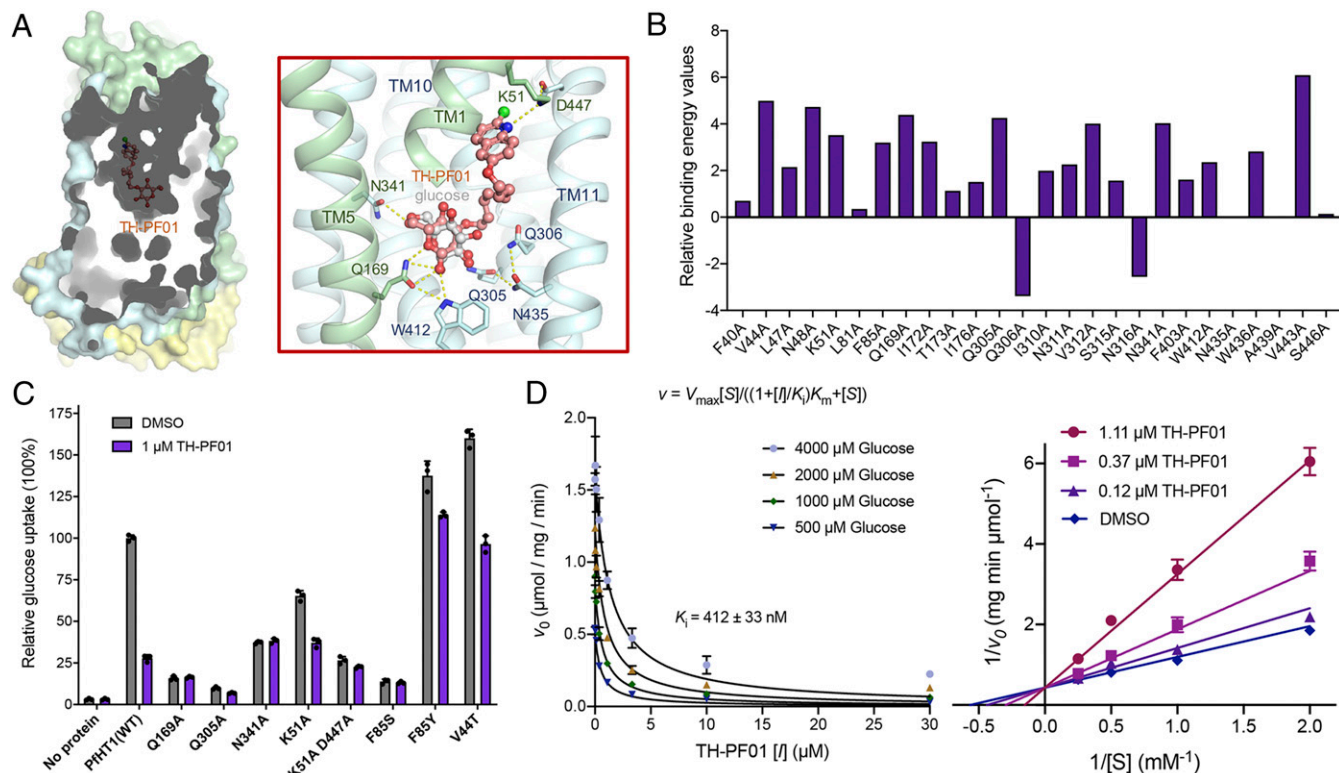 A
TH-PF01
TM10
K51
D447
TM1
TH-PF01
glucose
N341
TM5
TM11
Q306
Q169
Q305
N435
W412
B
Relative binding energy values
8
6
4
2
0
-2
-4
F40A
V44A
L47A
N48A
K51A
L81A
F85A
Q169A
I172A
T173A
I176A
Q305A
Q306A
I310A
N311A
V312A
S315A
N316A
N341A
F403A
W412A
N435A
W436A
A439A
V443A
S446A
C
Relative glucose uptake (100%)
175
150
125
100
75
50
25
0
DMSO
1 µM TH-PF01
No protein
PfHT1(WT)
Q169A
Q305A
N341A
K51A
K51A D447A
F85S
F85Y
V44T
D
v = Vmax[S]/((1+[I]/Ki)Km+[S])
v0 (µmol / mg / min)
2.0
1.5
1.0
0.5
0.0
4000 µM Glucose
2000 µM Glucose
1000 µM Glucose
500 µM Glucose
Ki = 412 ± 33 nM
0
5
10
30
TH-PF01 [I] (µM)
1.11 µM TH-PF01
0.37 µM TH-PF01
0.12 µM TH-PF01
DMSO
1/v0 (mg min µmol-1)
6
4
2
-0.5
0.0
0.5
1.0
1.5
2.0
1/[S] (mM-1)